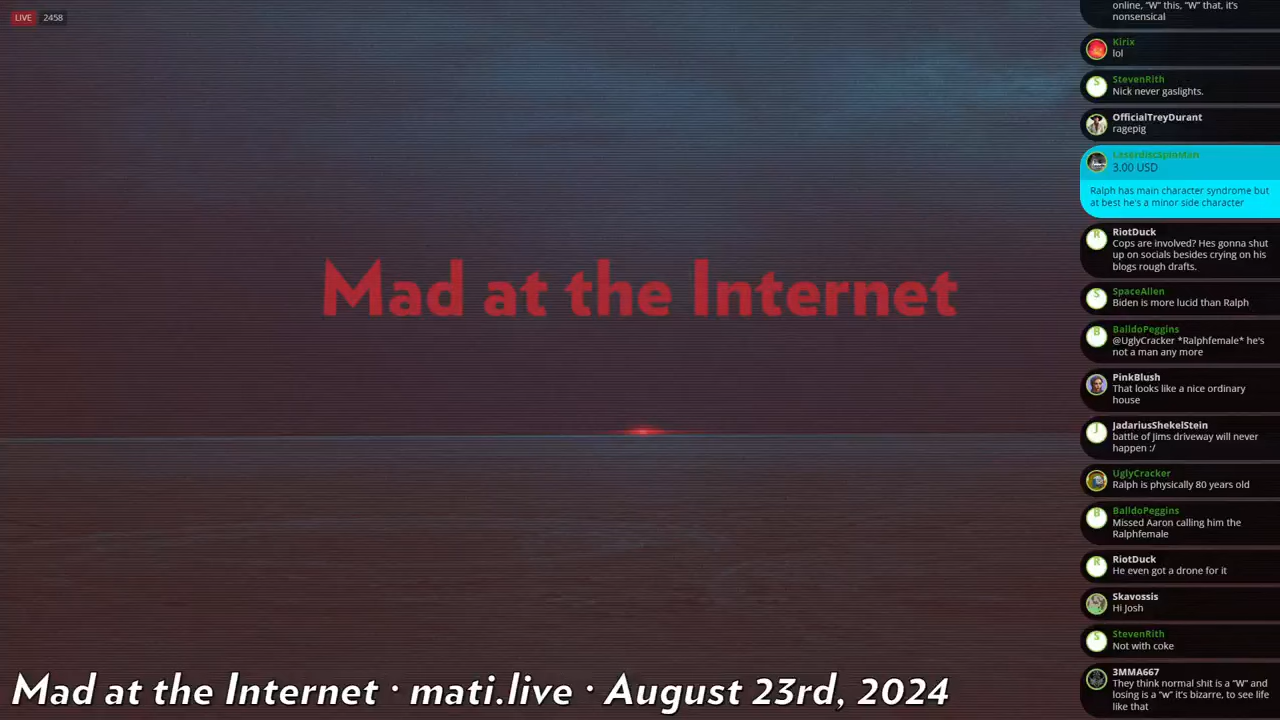 LIVE 2458
Mad at the Internet
Mad at the Internet · mati.live · August 23rd, 2024
online, "W" this, "W" that, it's
nonsensical
Kirix
lol
S
StevenRith
Nick never gaslights.
OfficialTreyDurant
ragepig
LaserdiscSpinMan
3.00 USD
Ralph has main character syndrome but
at best he's a minor side character
R
RiotDuck
Cops are involved? Hes gonna shut
up on socials besides crying on his
blogs rough drafts.
S
SpaceAllen
Biden is more lucid than Ralph
B
BalldoPeggins
@UglyCracker *Ralphfemale* he's
not a man any more
PinkBlush
That looks like a nice ordinary
house
J
JadariusShekelStein
battle of Jims driveway will never
happen :/
UglyCracker
Ralph is physically 80 years old
B
BalldoPeggins
Missed Aaron calling him the
Ralphfemale
R
RiotDuck
He even got a drone for it
Skavossis
Hi Josh
S
StevenRith
Not with coke
3MMA667
They think normal shit is a "W" and
losing is a "w" it's bizarre, to see life
like that